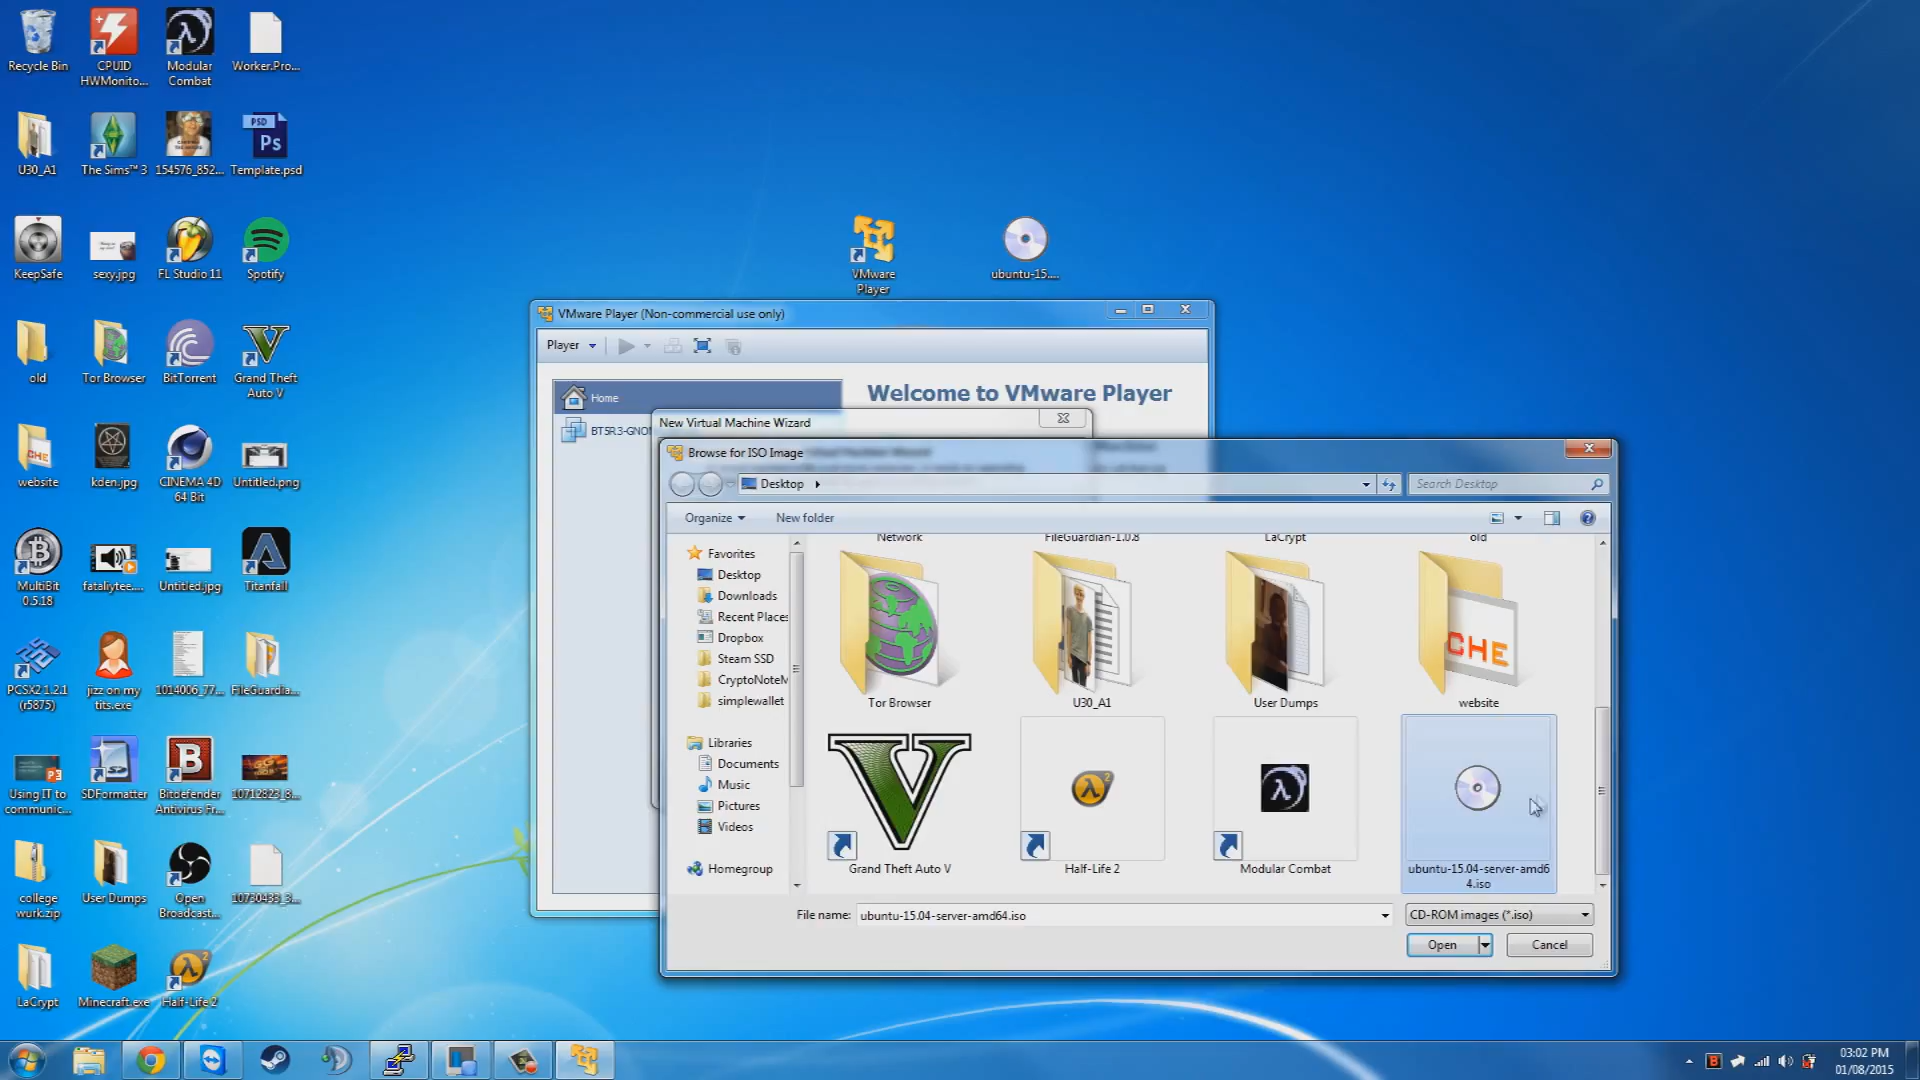 Recycle Bin
CPUID
HWMonito...
Modular
Combat
Worker.Pro...
U30_A1
The Sims™ 3
154576_852...
PSD
Ps
Template.psd
KeepSafe
sexy.jpg
FL Studio 11
Spotify
VMware
Player
ubuntu-15....
old
Tor Browser
BitTorrent
Grand Theft
Auto V
website
kden.jpg
CINEMA 4D
64 Bit
Untitled.png
MultiBit
0.5.18
fataliytee....
Untitled.jpg
Titanfall
PCSX2 1.2.1
(r5875)
jizz on my
tits.exe
1014006_77...
FileGuardia...
Using IT to
communic...
SDFormatter
Bitdefender
Antivirus Fr...
10712823_8...
college
wurk.zip
User Dumps
Open
Broadcast...
10730433_3...
LaCrypt
Minecraft.exe
Half-Life 2
VMware Player (Non-commercial use only)
Player
Home
Welcome to VMware Player
BT5R3-GNOM
New Virtual Machine Wizard
Browse for ISO Image
Desktop
Search Desktop
Organize
New folder
Favorites
Desktop
Downloads
Recent Places
Dropbox
Steam SSD
CryptoNoteM
simplewallet
Libraries
Documents
Music
Pictures
Videos
Homegroup
Network
FileGuardian-1.0.8
LaCrypt
old
CHE
Tor Browser
U30_A1
User Dumps
website
Grand Theft Auto V
Half-Life 2
Modular Combat
ubuntu-15.04-server-amd6
4.iso
File name:
ubuntu-15.04-server-amd64.iso
CD-ROM images (*.iso)
Open
Cancel
03:02 PM
01/08/2015